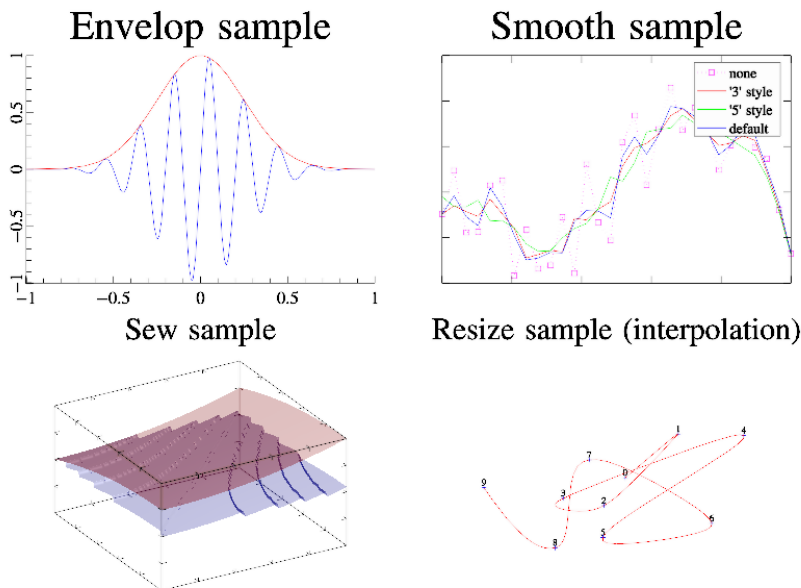 Envelop sample
Smooth sample
1
0.5
0
−0.5
−1
−1
−0.5
0
0.5
1
none
'3' style
'5' style
default
Sew sample
Resize sample (interpolation)
1
4
7
0
9
3
2
6
5
8